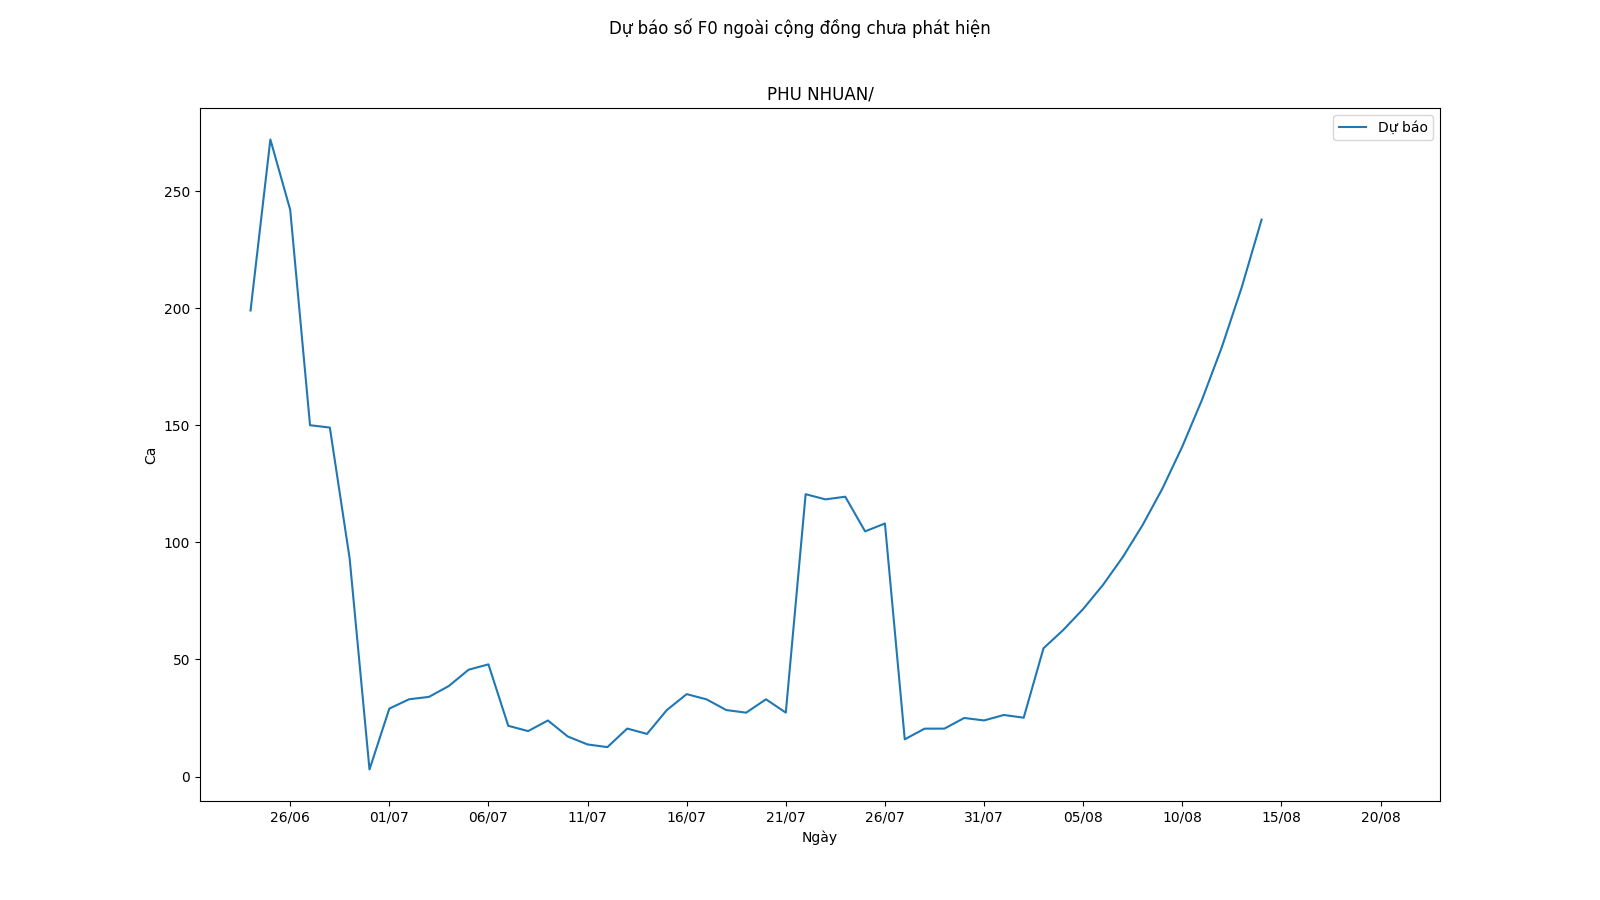 Dự báo số F0 ngoài cộng đồng chưa phát hiện
PHU NHUAN/
Dự báo
250
200
150
100
50
0
Ca
26/06 01/07 06/07 11/07 16/07 21/07 26/07 31/07 05/08 10/08 15/08 20/08
Ngày